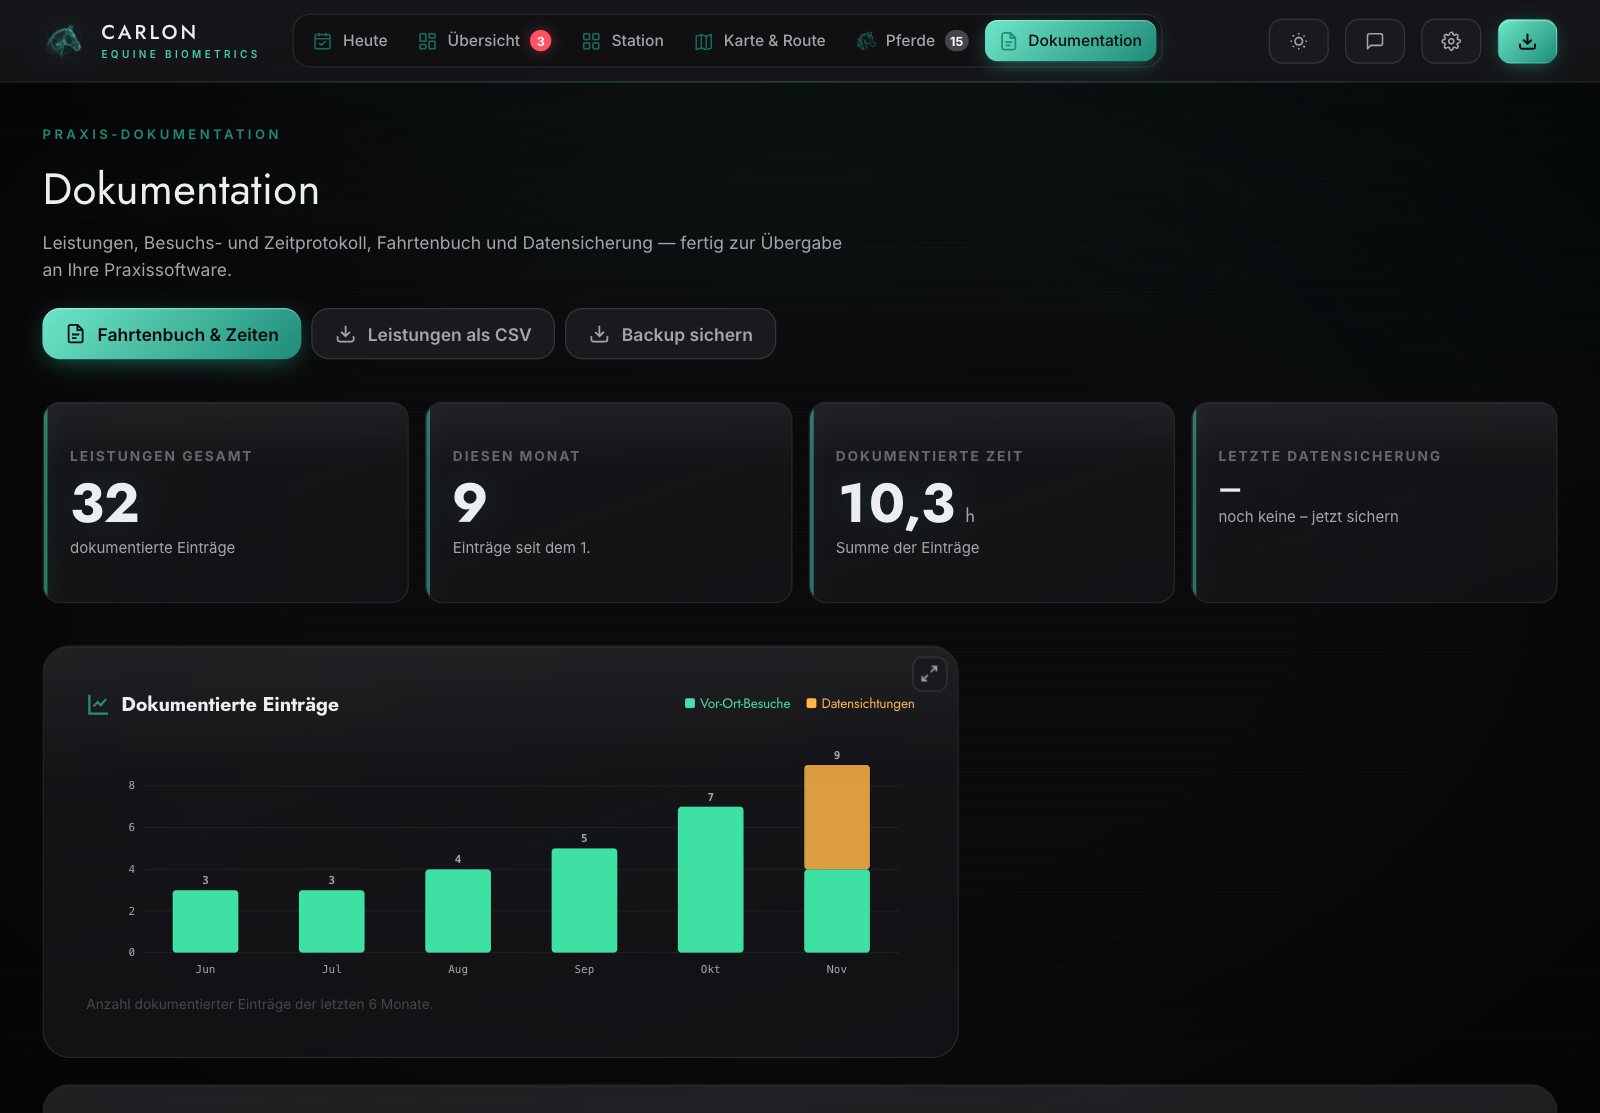 CARLON
EQUINE BIOMETRICS
Heute
Übersicht 3
Station
Karte & Route
Pferde 15
Dokumentation
PRAXIS-DOKUMENTATION
Dokumentation
Leistungen, Besuchs- und Zeitprotokoll, Fahrtenbuch und Datensicherung — fertig zur Übergabe
an Ihre Praxissoftware.
Fahrtenbuch & Zeiten
Leistungen als CSV
Backup sichern
LEISTUNGEN GESAMT
32
dokumentierte Einträge
DIESEN MONAT
9
Einträge seit dem 1.
DOKUMENTIERTE ZEIT
10,3 h
Summe der Einträge
LETZTE DATENSICHERUNG
–
noch keine – jetzt sichern
Dokumentierte Einträge
Vor-Ort-Besuche
Datensichtungen
8
6
4
2
0
3
3
4
5
7
9
Jun
Jul
Aug
Sep
Okt
Nov
Anzahl dokumentierter Einträge der letzten 6 Monate.